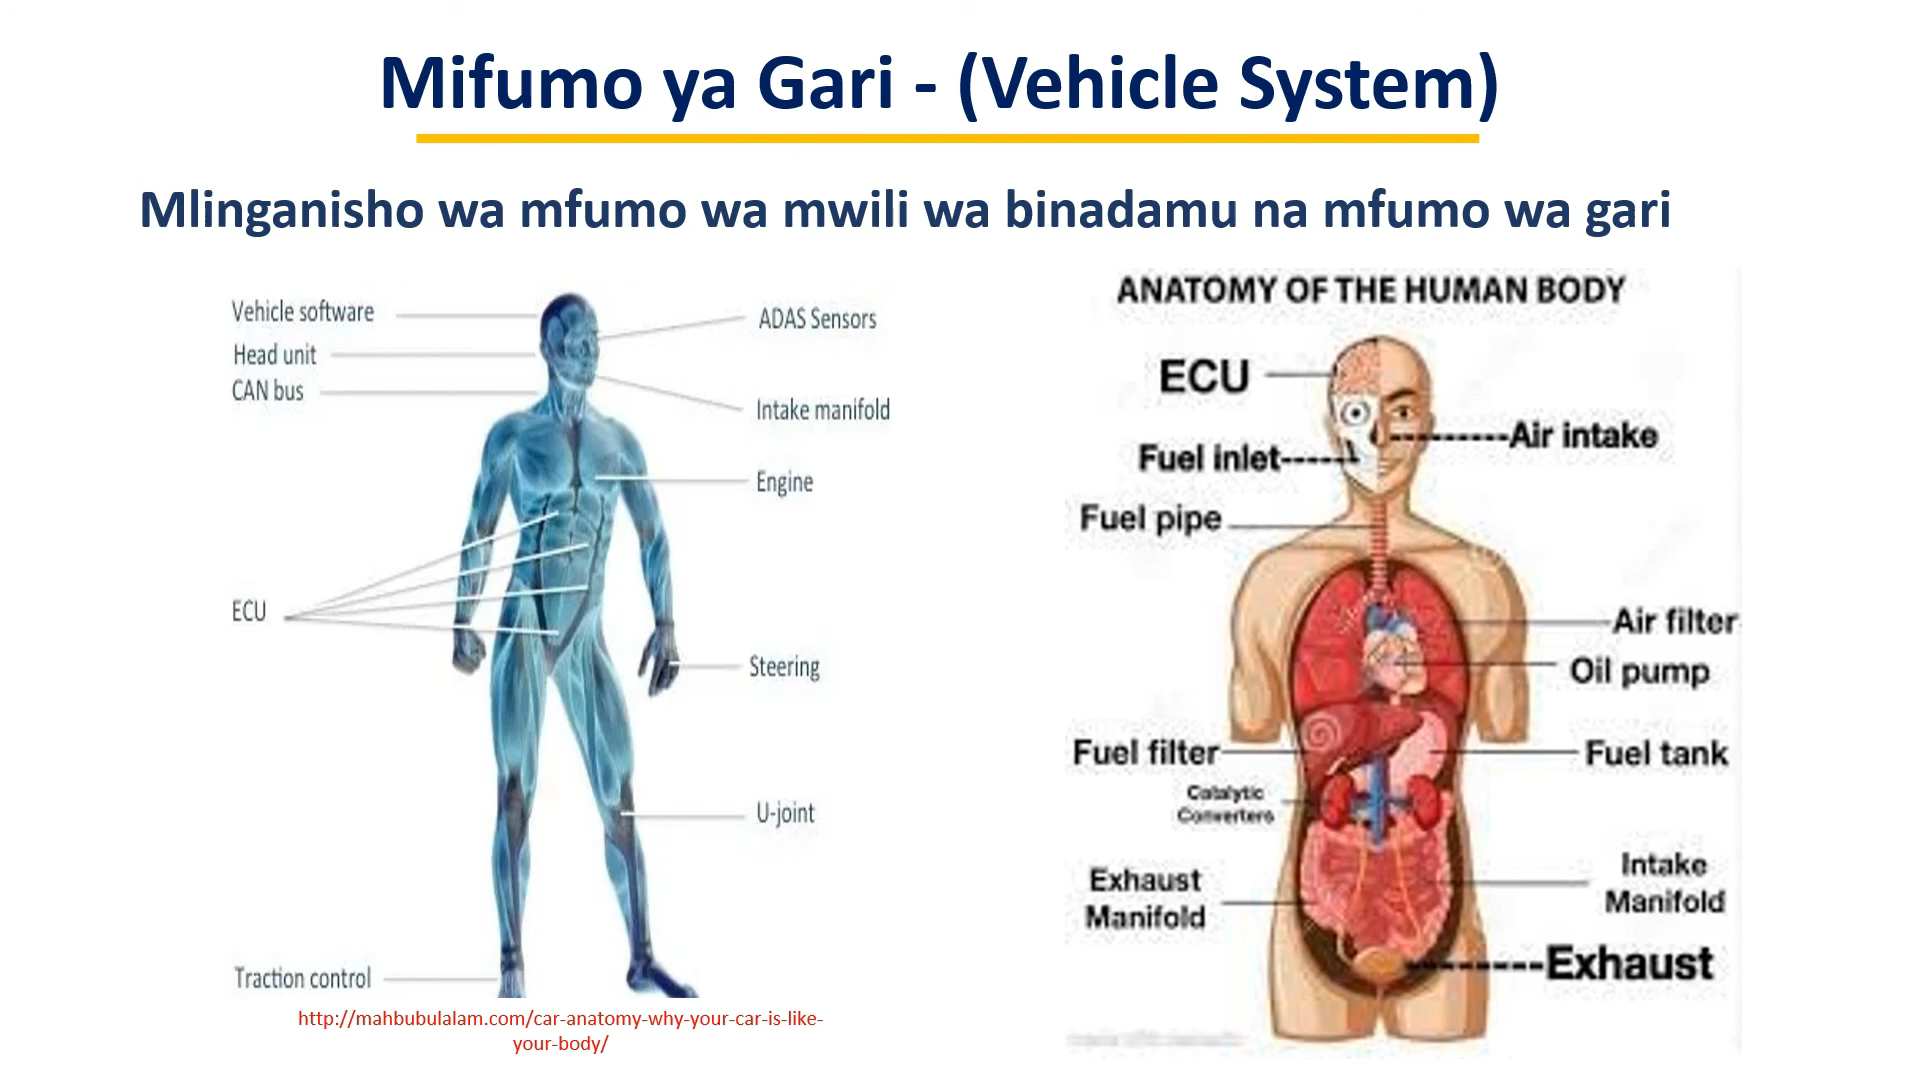 Mifumo ya Gari - (Vehicle System)
Mlinganisho wa mfumo wa mwili wa binadamu na mfumo wa gari
Vehicle software
Head unit
CAN bus
ECU
Traction control
ADAS Sensors
Intake manifold
Engine
Steering
U-joint
http://mahbubulalam.com/car-anatomy-why-your-car-is-like-
your-body/
ANATOMY OF THE HUMAN BODY
ECU
Fuel inlet
Fuel pipe
Fuel filter
Catalytic
Converters
Exhaust
Manifold
Air intake
Air filter
Oil pump
Fuel tank
Intake
Manifold
Exhaust